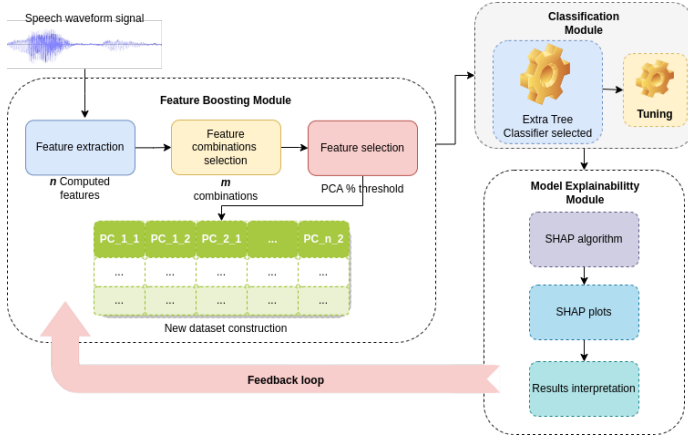 Speech waveform signal
Feature Boosting Module
Feature extraction
Feature
combinations
selection
Feature selection
n Computed
features
m
combinations
PCA % threshold
PC_1_1 PC_1_2 PC_2_1 ... PC_n_2
... ... ... ... ...
... ... ... ... ...
New dataset construction
Classification
Module
Extra Tree
Classifier selected
Tuning
Model Explainabilitty
Module
SHAP algorithm
SHAP plots
Results interpretation
Feedback loop